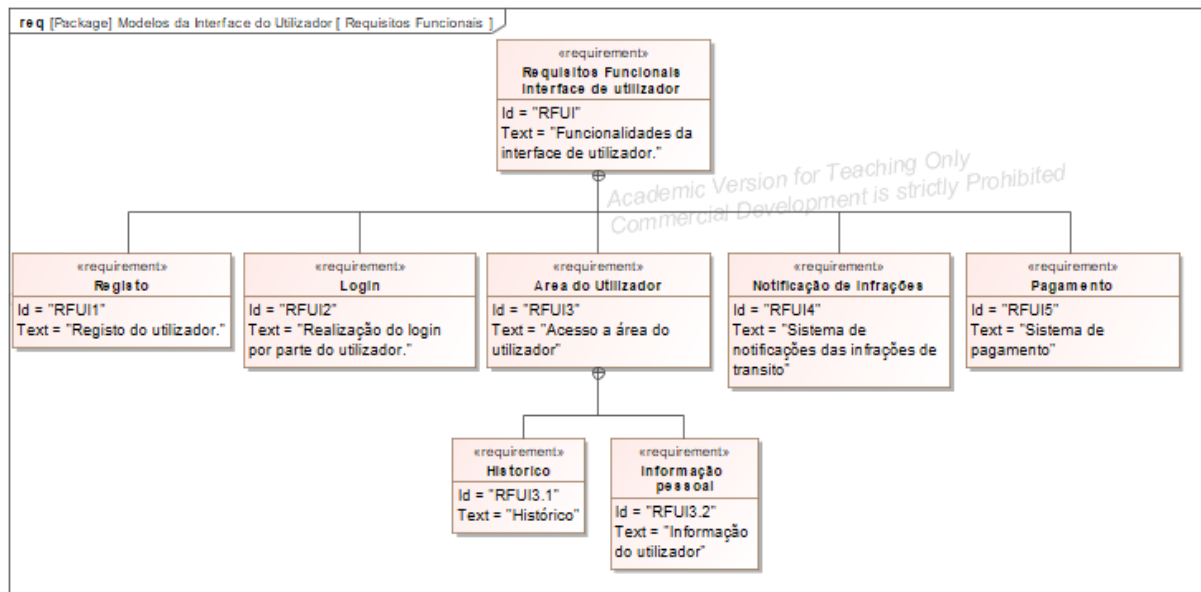 req [Package] Modelos da Interface do Utilizador [ Requisitos Funcionais ]
«requirement»
Requisitos Funcionais
Interface de utilizador
Id = "RFUI"
Text = "Funcionalidades da
interface de utilizador."
Academic Version for Teaching Only
Commercial Development is strictly Prohibited
«requirement»
Registo
Id = "RFUI1"
Text = "Registo do utilizador."
«requirement»
Login
Id = "RFUI2"
Text = "Realização do login
por parte do utilizador."
«requirement»
Area do Utilizador
Id = "RFUI3"
Text = "Acesso a área do
utilizador"
«requirement»
Notificação de Infrações
Id = "RFUI4"
Text = "Sistema de
notificações das infrações de
transito"
«requirement»
Pagamento
Id = "RFUI5"
Text = "Sistema de
pagamento"
«requirement»
Historico
Id = "RFUI3.1"
Text = "Histórico"
«requirement»
Informação
pessoal
Id = "RFUI3.2"
Text = "Informação
do utilizador"